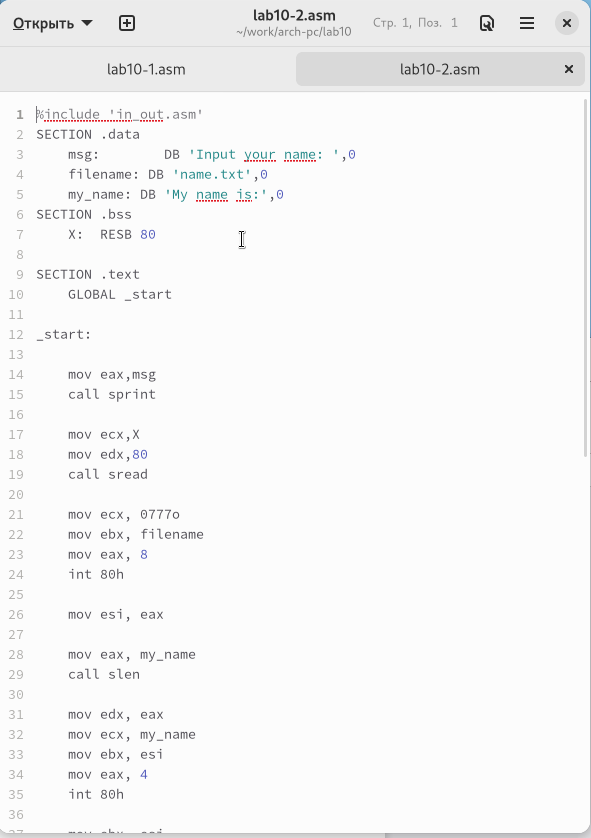 Открыть
lab10-2.asm
~/work/arch-pc/lab10
Стр. 1, Поз. 1
lab10-1.asm
lab10-2.asm
1 %include 'in_out.asm'
2 SECTION .data
3     msg:        DB 'Input your name: ',0
4     filename: DB 'name.txt',0
5     my_name: DB 'My name is:',0
6 SECTION .bss
7     X:  RESB 80
8
9 SECTION .text
10     GLOBAL _start
11
12 _start:
13
14     mov eax,msg
15     call sprint
16
17     mov ecx,X
18     mov edx,80
19     call sread
20
21     mov ecx, 0777o
22     mov ebx, filename
23     mov eax, 8
24     int 80h
25
26     mov esi, eax
27
28     mov eax, my_name
29     call slen
30
31     mov edx, eax
32     mov ecx, my_name
33     mov ebx, esi
34     mov eax, 4
35     int 80h
36